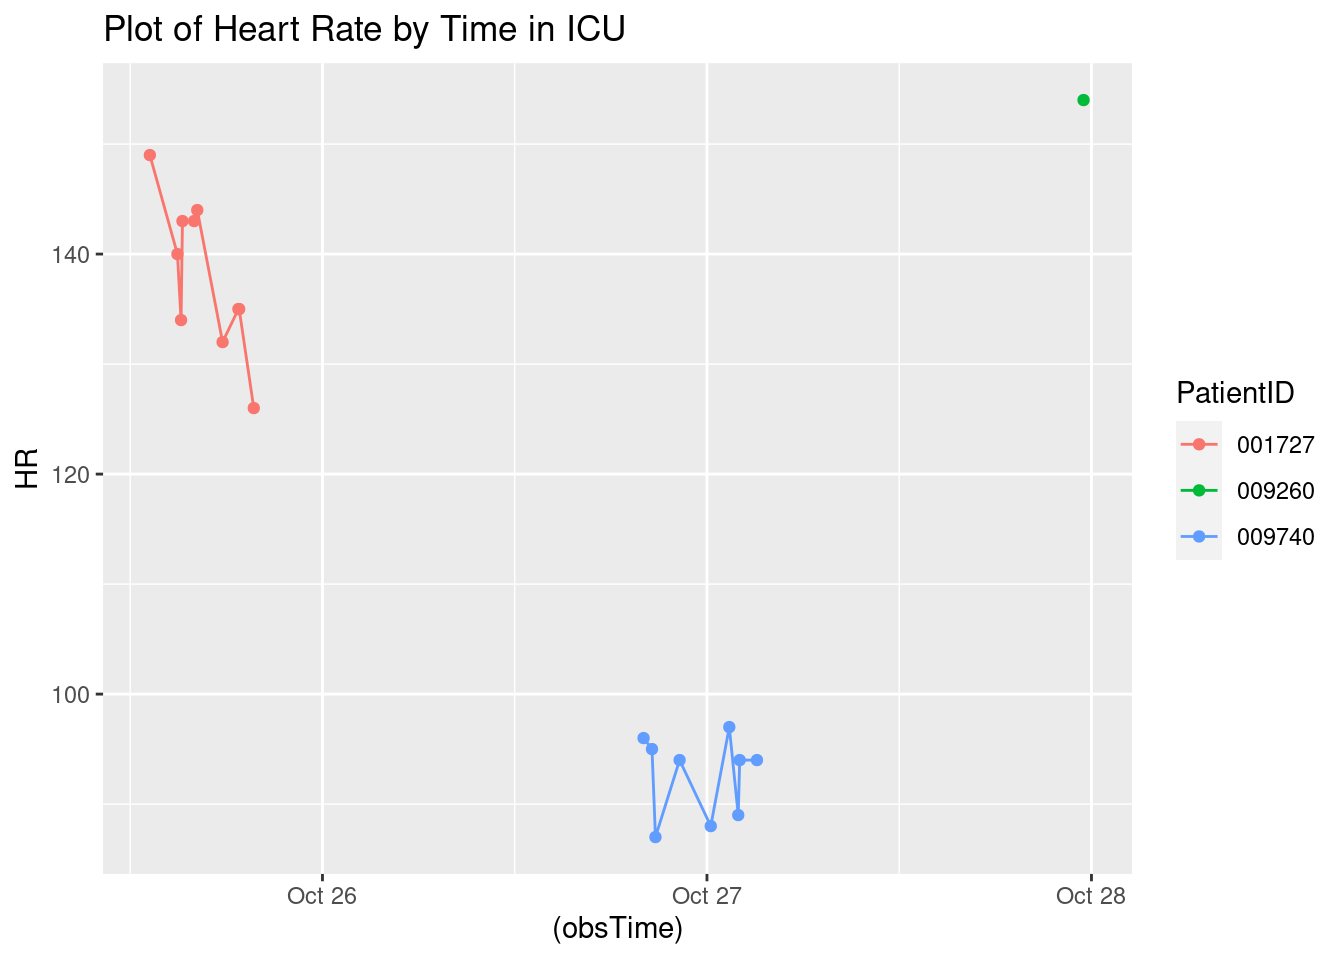 Plot of Heart Rate by Time in ICU
HR
140
120
100
Oct 26
Oct 27
Oct 28
(obsTime)
PatientID
001727
009260
009740